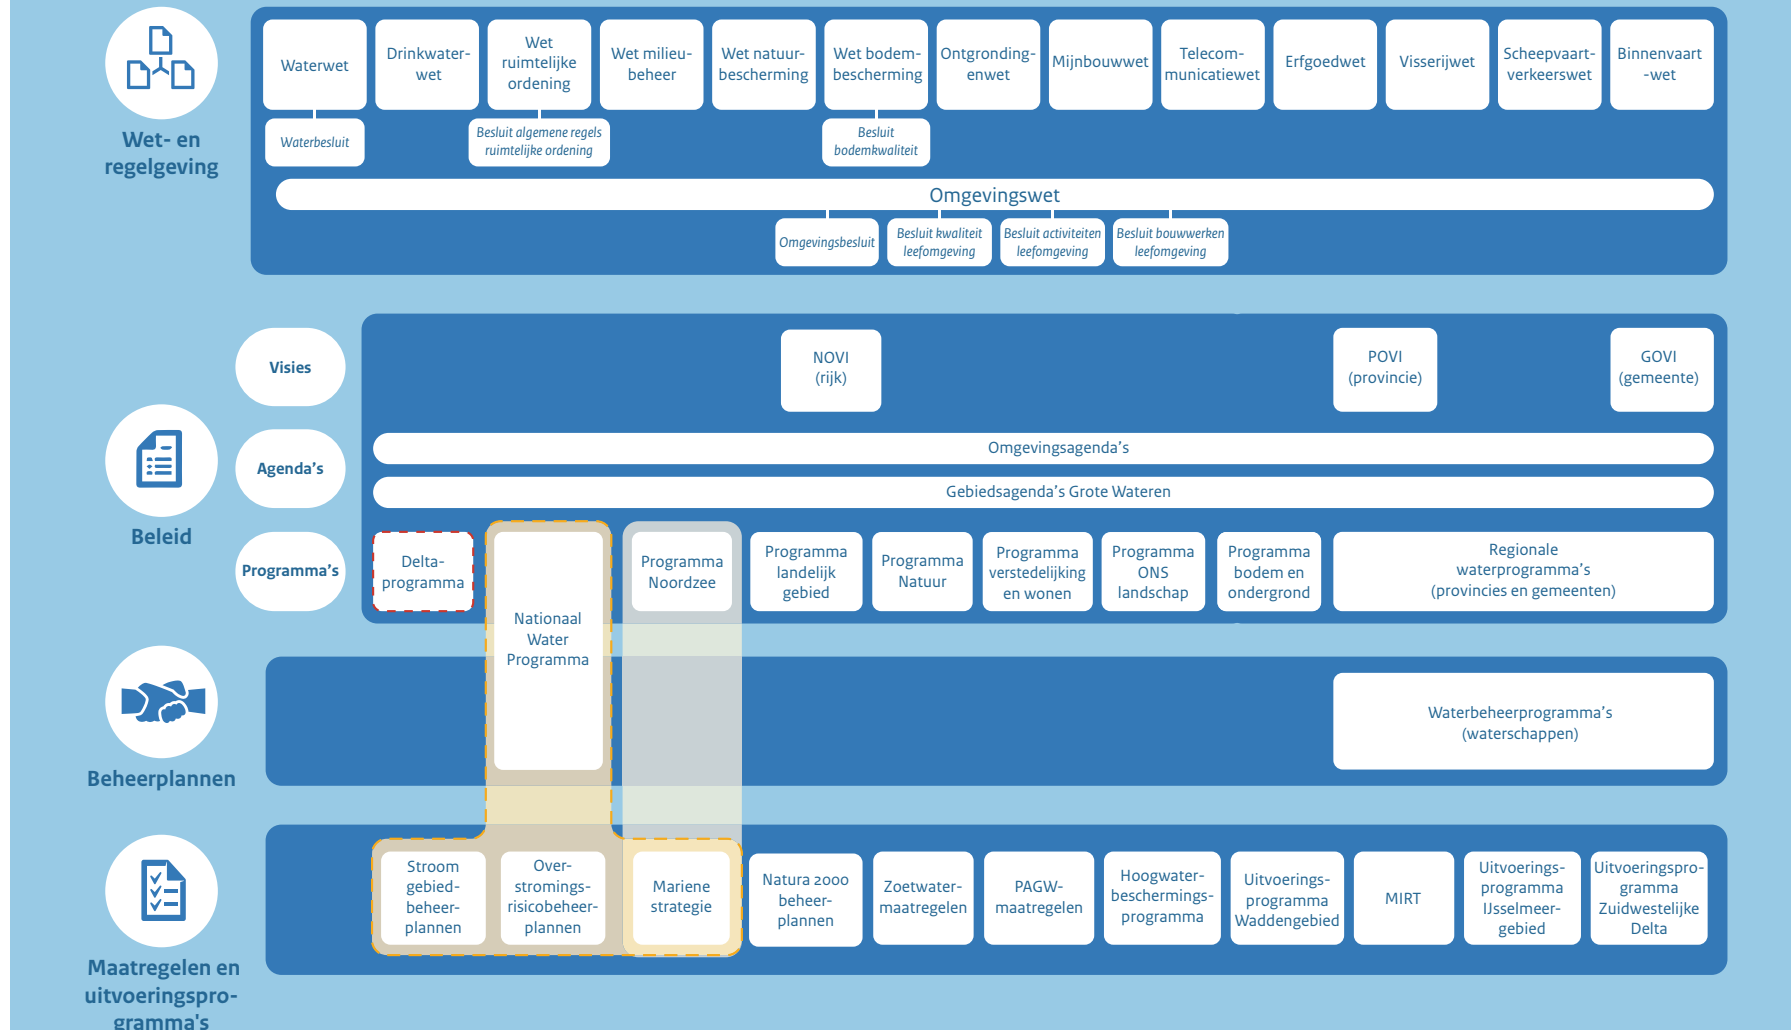 Wet- en
regelgeving
Waterwet
Drinkwater-
wet
Wet
ruimtelijke
ordening
Wet milieu-
beheer
Wet natuur-
bescherming
Wet bodem-
bescherming
Ontgronding-
enwet
Mijnbouwwet
Telecom-
municatiewet
Erfgoedwet
Visserijwet
Scheepvaart-
verkeerswet
Binnenvaart
-wet
Waterbesluit
Besluit algemene regels
ruimtelijke ordening
Besluit
bodemkwaliteit
Omgevingswet
Omgevingsbesluit
Besluit kwaliteit
leefomgeving
Besluit activiteiten
leefomgeving
Besluit bouwwerken
leefomgeving
Beleid
Visies
NOVI
(rijk)
POVI
(provincie)
GOVI
(gemeente)
Agenda's
Omgevingsagenda's
Gebiedsagenda's Grote Wateren
Programma's
Delta-
programma
Nationaal
Water
Programma
Programma
Noordzee
Programma
landelijk
gebied
Programma
Natuur
Programma
verstedelijking
en wonen
Programma
ONS
landschap
Programma
bodem en
ondergrond
Regionale
waterprogramma's
(provincies en gemeenten)
Beheerplannen
Waterbeheerprogramma's
(waterschappen)
Maatregelen en
uitvoeringspro-
gramma's
Stroom
gebied-
beheer-
plannen
Over-
stromings-
risicobeheer-
plannen
Mariene
strategie
Natura 2000
beheer-
plannen
Zoetwater-
maatregelen
PAGW-
maatregelen
Hoogwater-
beschermings-
programma
Uitvoerings-
programma
Waddengebied
MIRT
Uitvoerings-
programma
IJsselmeer-
gebied
Uitvoeringspro-
gramma
Zuidwestelijke
Delta